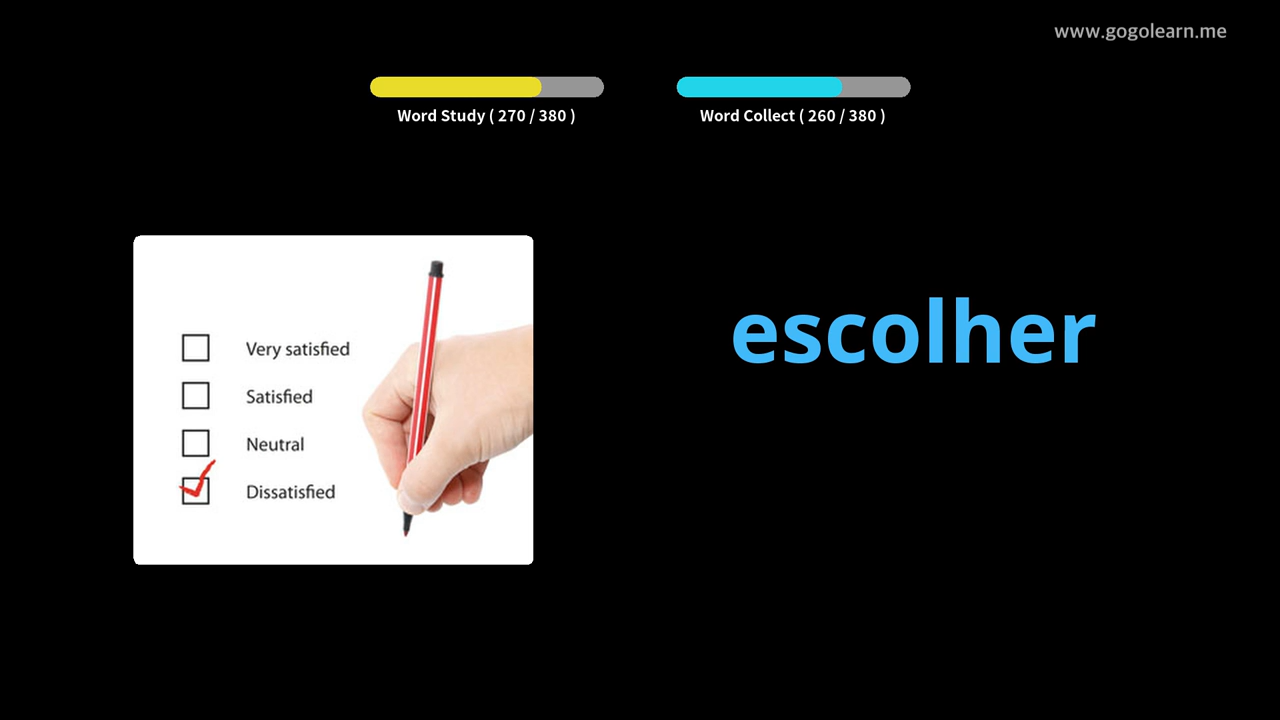 www.gogolearn.me
Word Study ( 270 / 380 )
Word Collect ( 260 / 380 )
Very satisfied
Satisfied
Neutral
Dissatisfied
escolher